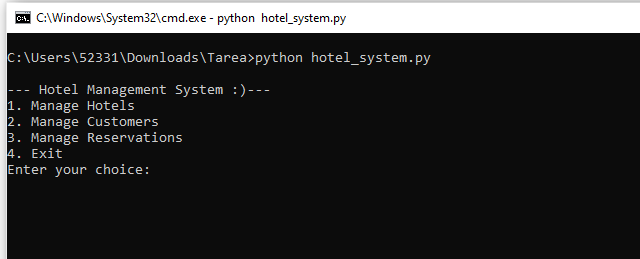 C:\Windows\System32\cmd.exe - python  hotel_system.py
C:\Users\52331\Downloads\Tarea>python hotel_system.py
--- Hotel Management System :)---
1. Manage Hotels
2. Manage Customers
3. Manage Reservations
4. Exit
Enter your choice: